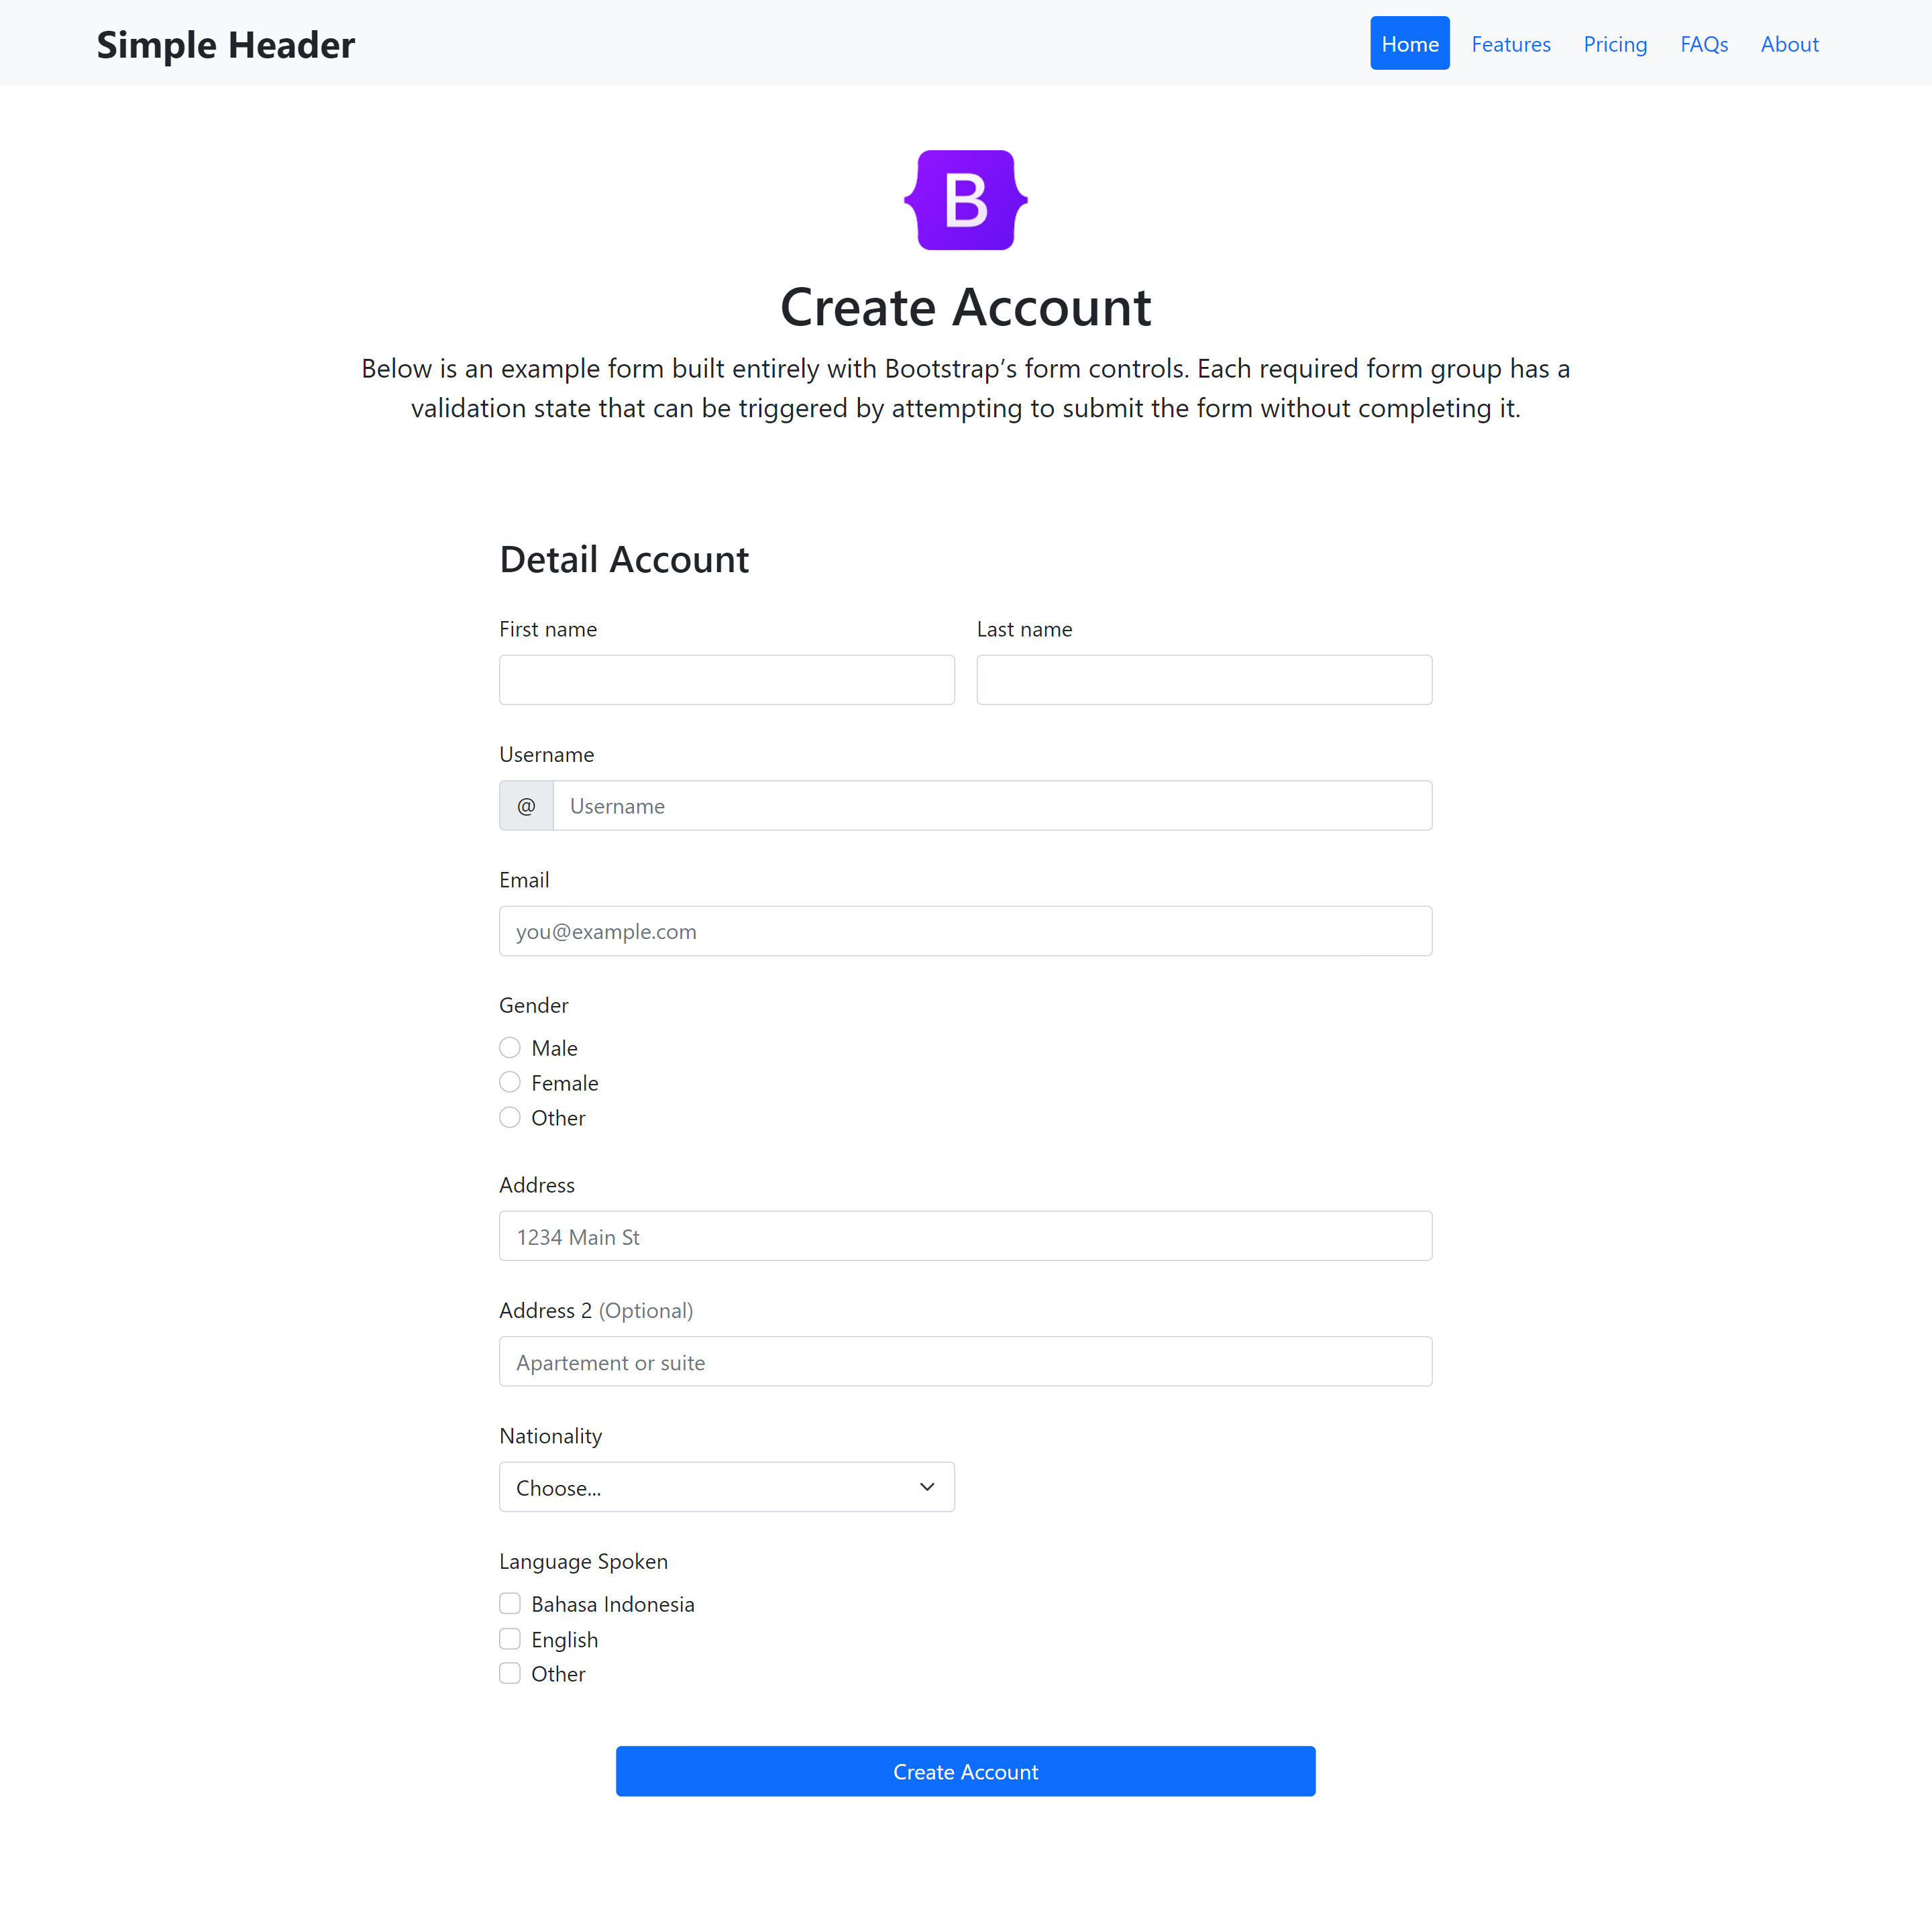 Simple Header
Home Features Pricing FAQs About
B
Create Account
Below is an example form built entirely with Bootstrap’s form controls. Each required form group has a
validation state that can be triggered by attempting to submit the form without completing it.
Detail Account
First name Last name
Username
@ Username
Email
you@example.com
Gender
Male
Female
Other
Address
1234 Main St
Address 2 (Optional)
Apartement or suite
Nationality
Choose...
Language Spoken
Bahasa Indonesia
English
Other
Create Account